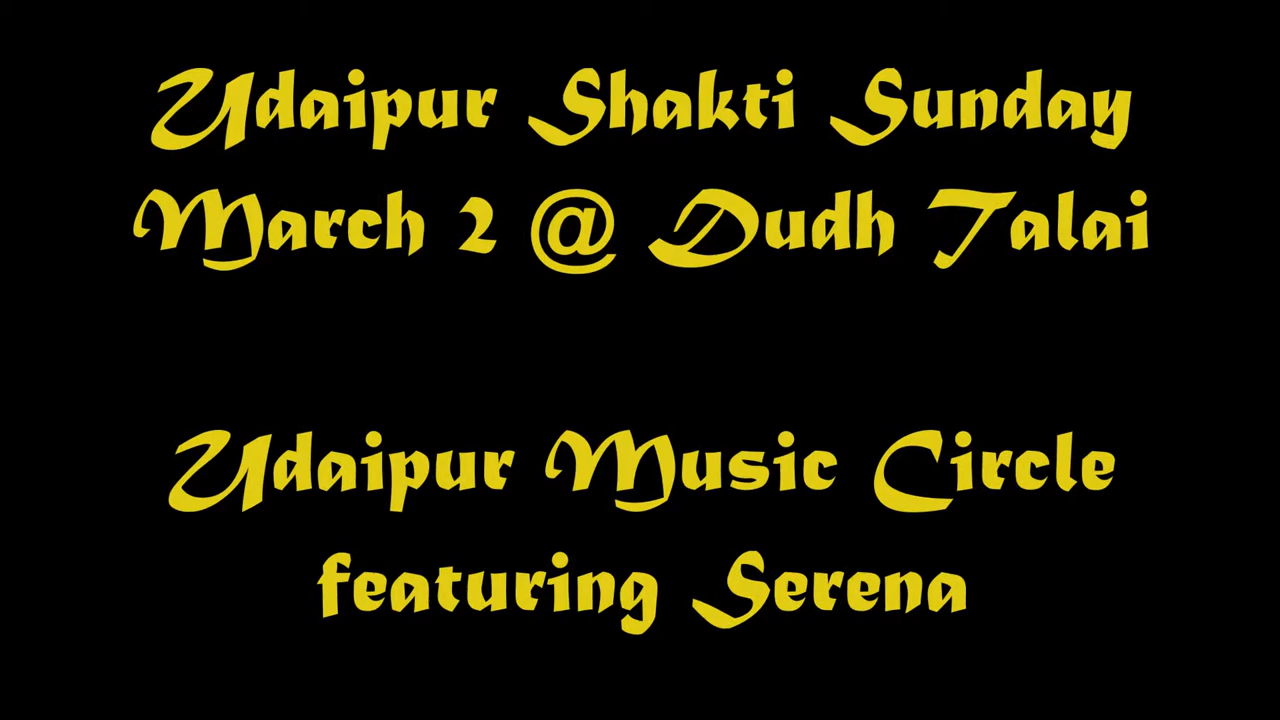 Udaipur Shakti Sunday
March 2 @ Dudh Talai
Udaipur Music Circle
featuring Serena